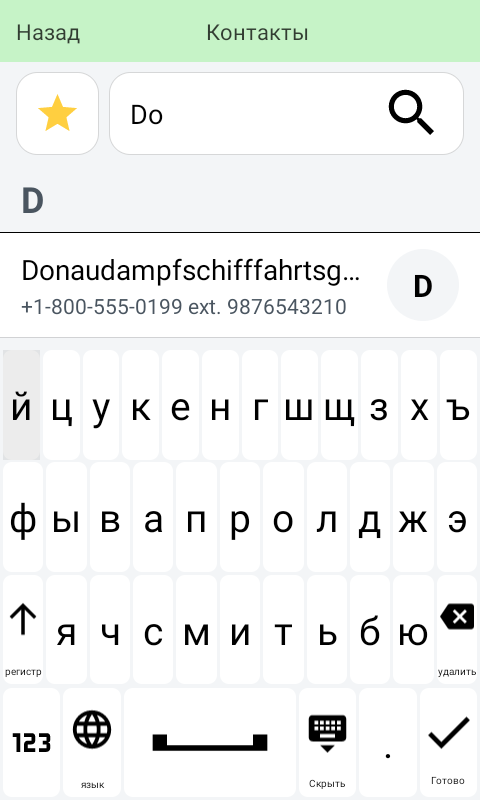 Назад Контакты
Do
D
Donaudampfschifffahrtsg…
+1-800-555-0199 ext. 9876543210
D
й ц у к е н г ш щ з х ъ
ф ы в а п р о л д ж э
я ч с м и т ь б ю
регистр удалить
123 язык Скрыть . Готово